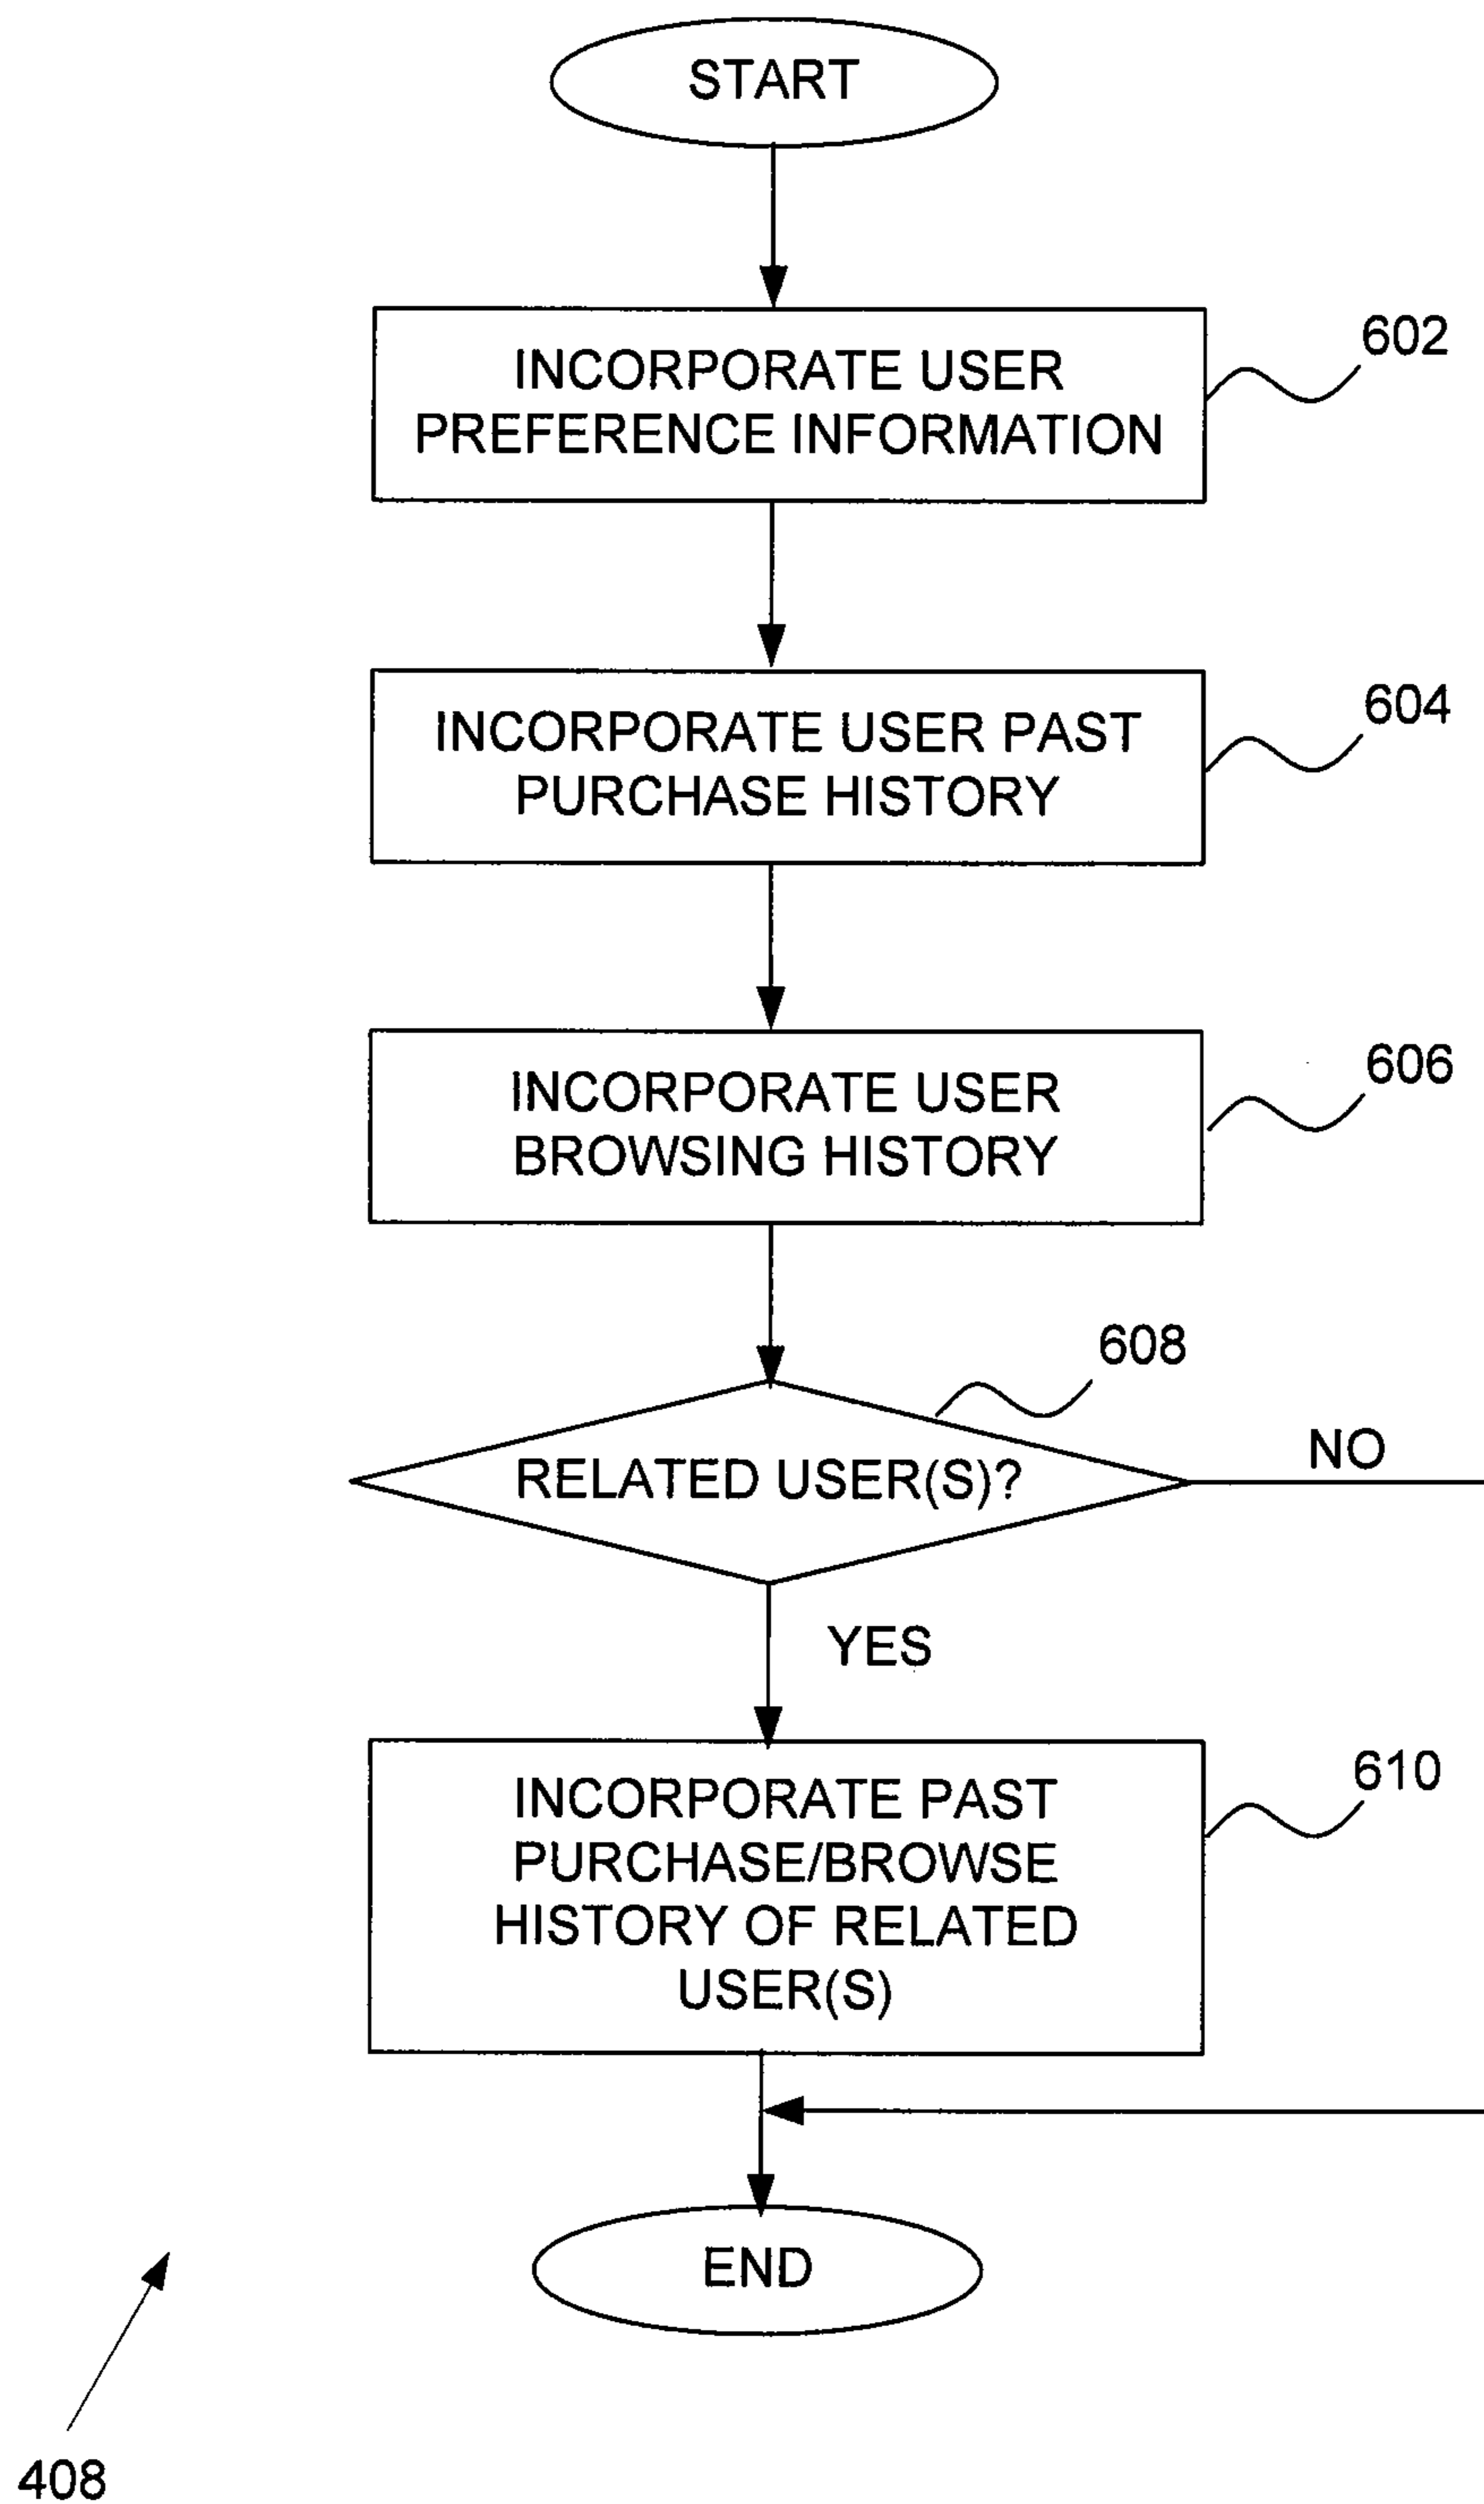 START
INCORPORATE USER
PREFERENCE INFORMATION
602
INCORPORATE USER PAST
PURCHASE HISTORY
604
INCORPORATE USER
BROWSING HISTORY
606
608
RELATED USER(S)?
NO
YES
INCORPORATE PAST
PURCHASE/BROWSE
HISTORY OF RELATED
USER(S)
610
END
408